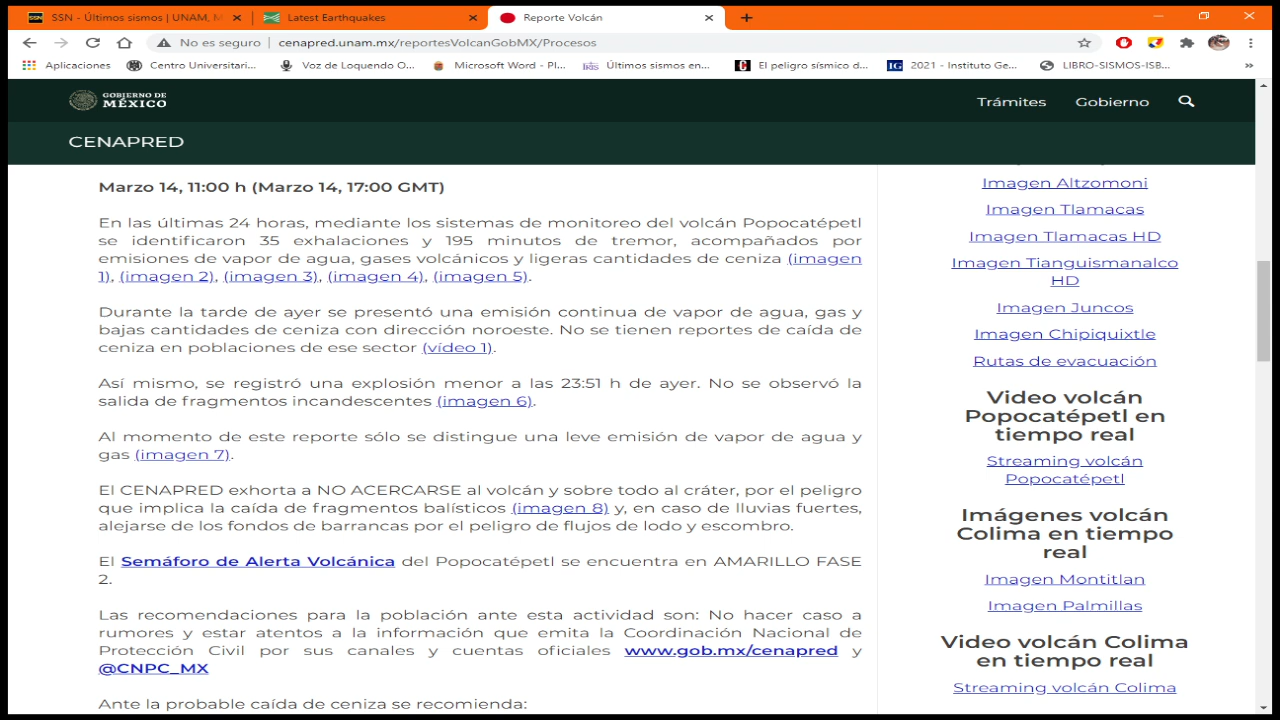 SSN - Últimos sismos | UNAM, M
Latest Earthquakes
Reporte Volcán
No es seguro
cenapred.unam.mx/reportesVolcanGobMX/Procesos
Aplicaciones
Centro Universitari...
Voz de Loquendo O...
Microsoft Word - Pl...
Últimos sismos en...
El peligro sísmico d...
IG
2021 - Instituto Ge...
LIBRO-SISMOS-ISB...
GOBIERNO DE
MÉXICO
Trámites
Gobierno
CENAPRED
Marzo 14, 11:00 h (Marzo 14, 17:00 GMT)
En las últimas 24 horas, mediante los sistemas de monitoreo del volcán Popocatépetl
se identificaron 35 exhalaciones y 195 minutos de tremor, acompañados por
emisiones de vapor de agua, gases volcánicos y ligeras cantidades de ceniza (imagen
1), (imagen 2), (imagen 3), (imagen 4), (imagen 5).
Durante la tarde de ayer se presentó una emisión continua de vapor de agua, gas y
bajas cantidades de ceniza con dirección noroeste. No se tienen reportes de caída de
ceniza en poblaciones de ese sector (vídeo 1).
Así mismo, se registró una explosión menor a las 23:51 h de ayer. No se observó la
salida de fragmentos incandescentes (imagen 6).
Al momento de este reporte sólo se distingue una leve emisión de vapor de agua y
gas (imagen 7).
El CENAPRED exhorta a NO ACERCARSE al volcán y sobre todo al cráter, por el peligro
que implica la caída de fragmentos balísticos (imagen 8) y, en caso de lluvias fuertes,
alejarse de los fondos de barrancas por el peligro de flujos de lodo y escombro.
El Semáforo de Alerta Volcánica del Popocatépetl se encuentra en AMARILLO FASE
2.
Las recomendaciones para la población ante esta actividad son: No hacer caso a
rumores y estar atentos a la información que emita la Coordinación Nacional de
Protección Civil por sus canales y cuentas oficiales www.gob.mx/cenapred y
@CNPC_MX
Ante la probable caída de ceniza se recomienda:
Imagen Altzomoni
Imagen Tlamacas
Imagen Tlamacas HD
Imagen Tianguismanalco
HD
Imagen Juncos
Imagen Chipiquixtle
Rutas de evacuación
Video volcán
Popocatépetl en
tiempo real
Streaming volcán
Popocatépetl
Imágenes volcán
Colima en tiempo
real
Imagen Montitlan
Imagen Palmillas
Video volcán Colima
en tiempo real
Streaming volcán Colima